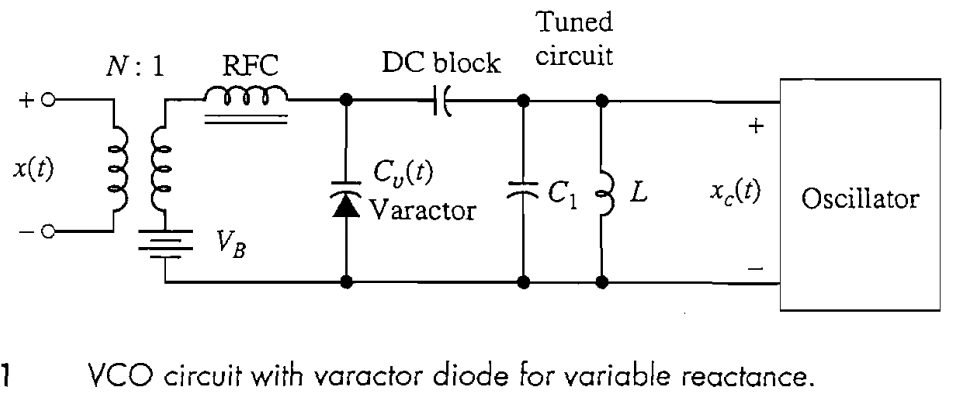 Tuned
circuit
N : 1
RFC
DC block
+
x(t)
−
V_B
C_v(t)
Varactor
C_1
L
+
x_c(t)
−
Oscillator
1 VCO circuit with varactor diode for variable reactance.